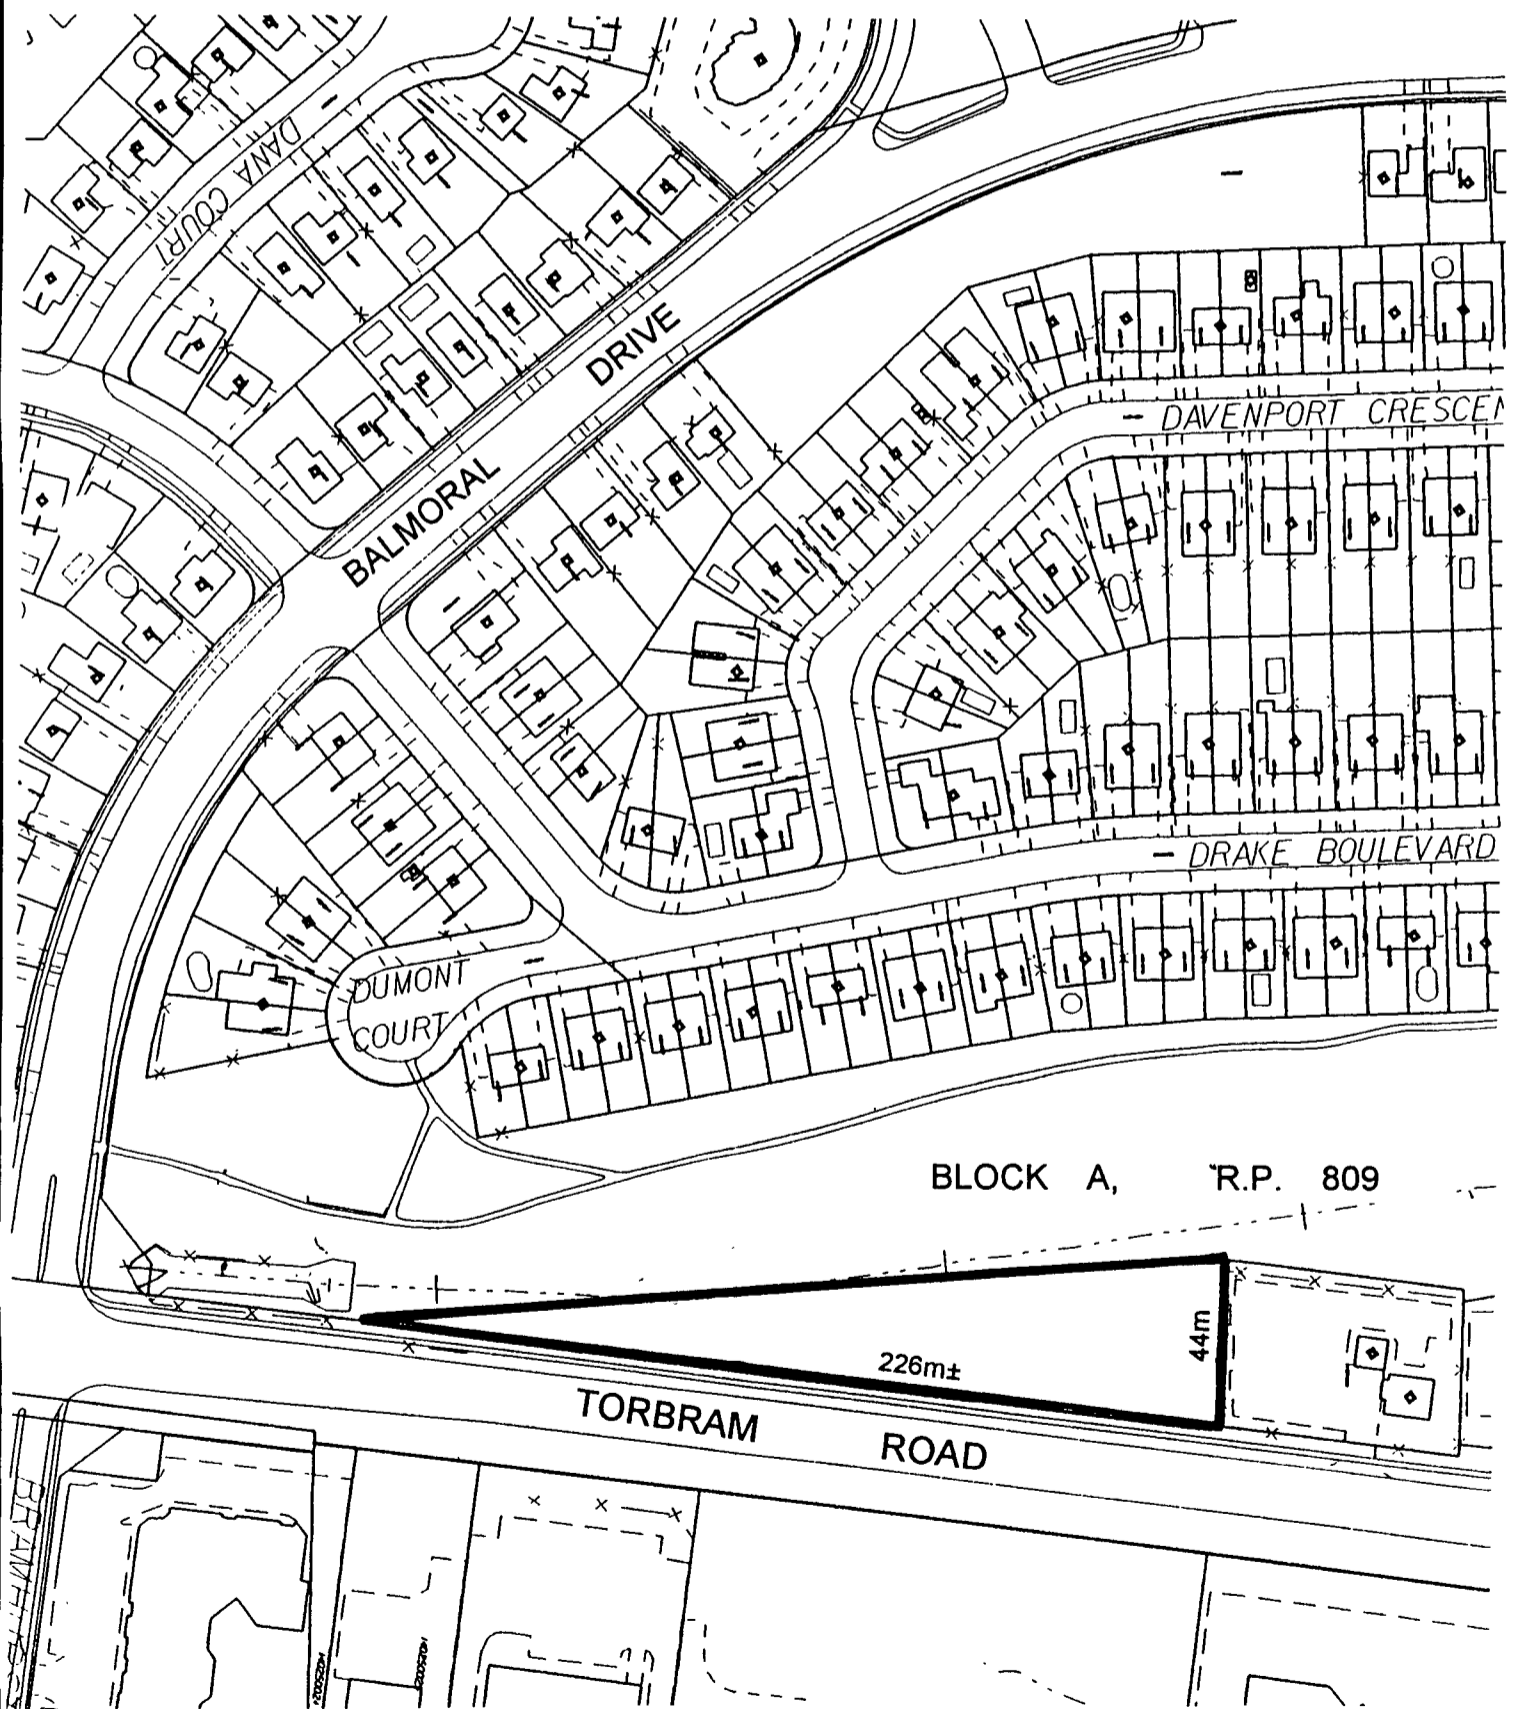 DANA COURT
BALMORAL DRIVE
DAVENPORT CRESCEN
DRAKE BOULEVARD
DUMONT
COURT
BLOCK A, R.P. 809
44m
226m±
TORBRAM ROAD